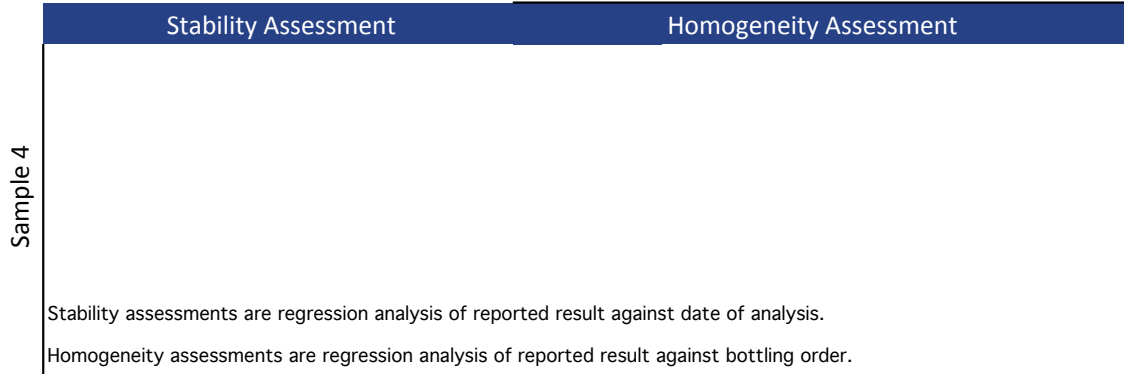 Stability Assessment
Homogeneity Assessment
Sample 4
Stability assessments are regression analysis of reported result against date of analysis.
Homogeneity assessments are regression analysis of reported result against bottling order.